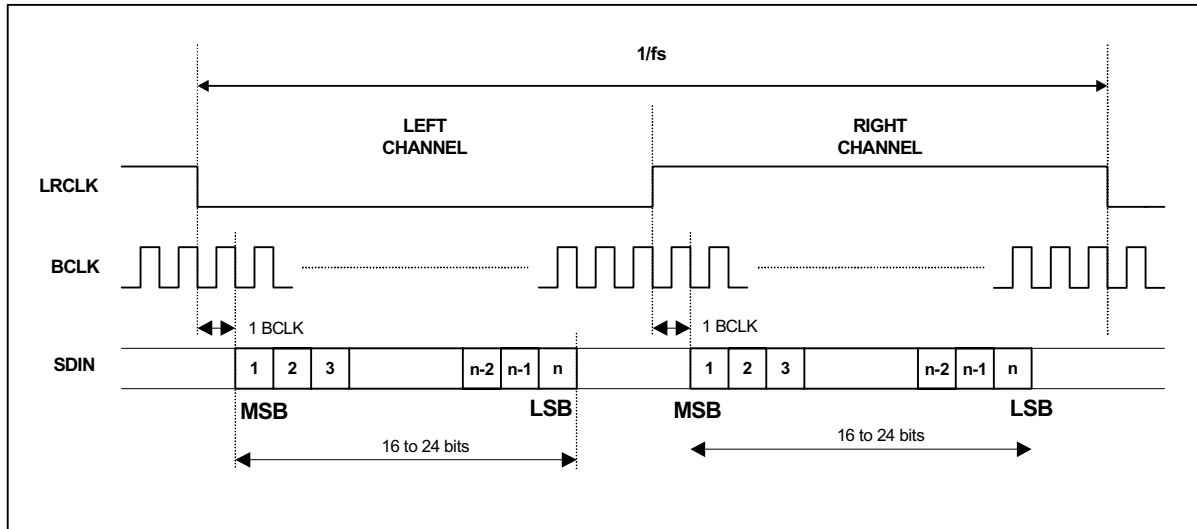 1/fs
LEFT
CHANNEL
RIGHT
CHANNEL
LRCLK
BCLK
1 BCLK
1 BCLK
SDIN
1 2 3 n-2 n-1 n
1 2 3 n-2 n-1 n
MSB
LSB
MSB
LSB
16 to 24 bits
16 to 24 bits